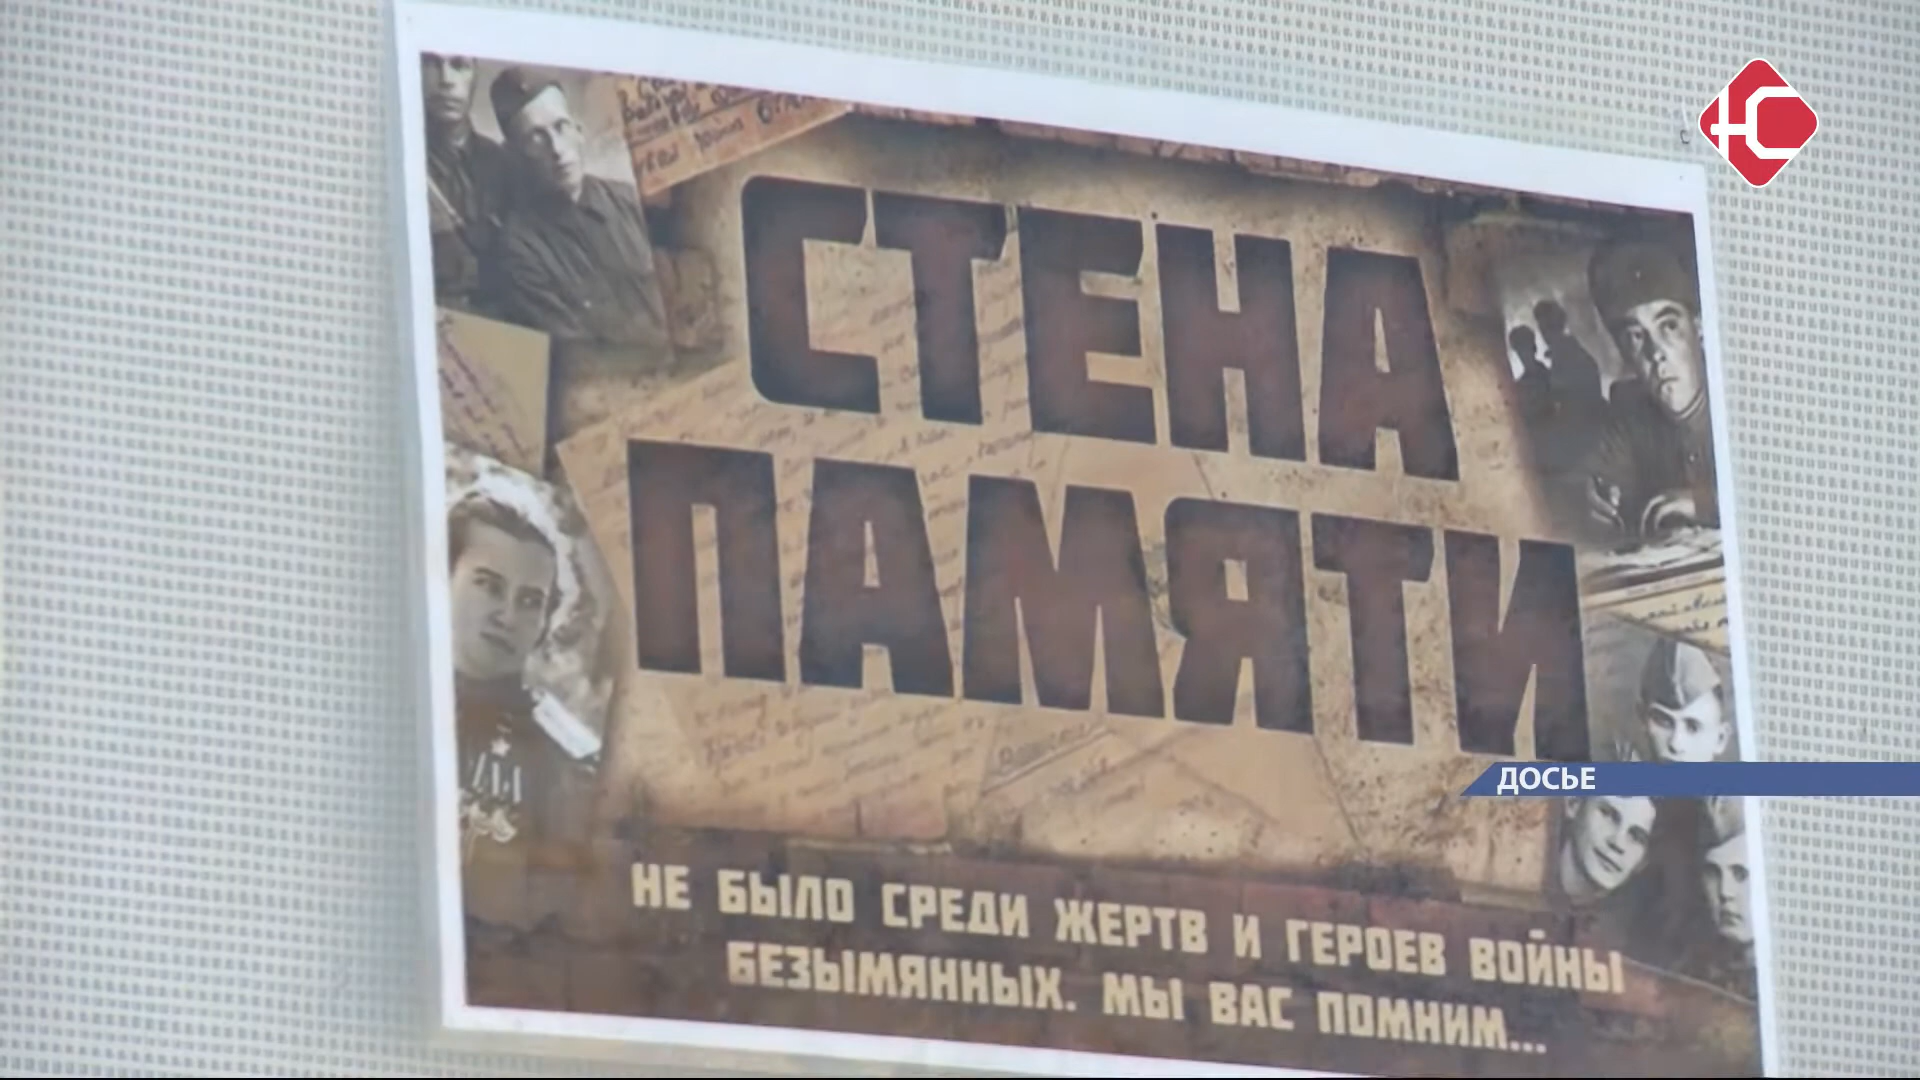 СТЕНА
ПАМЯТИ
ДОСЬЕ
НЕ БЫЛО СРЕДИ ЖЕРТВ И ГЕРОЕВ ВОЙНЫ
БЕЗЫМЯННЫХ. МЫ ВАС ПОМНИМ...